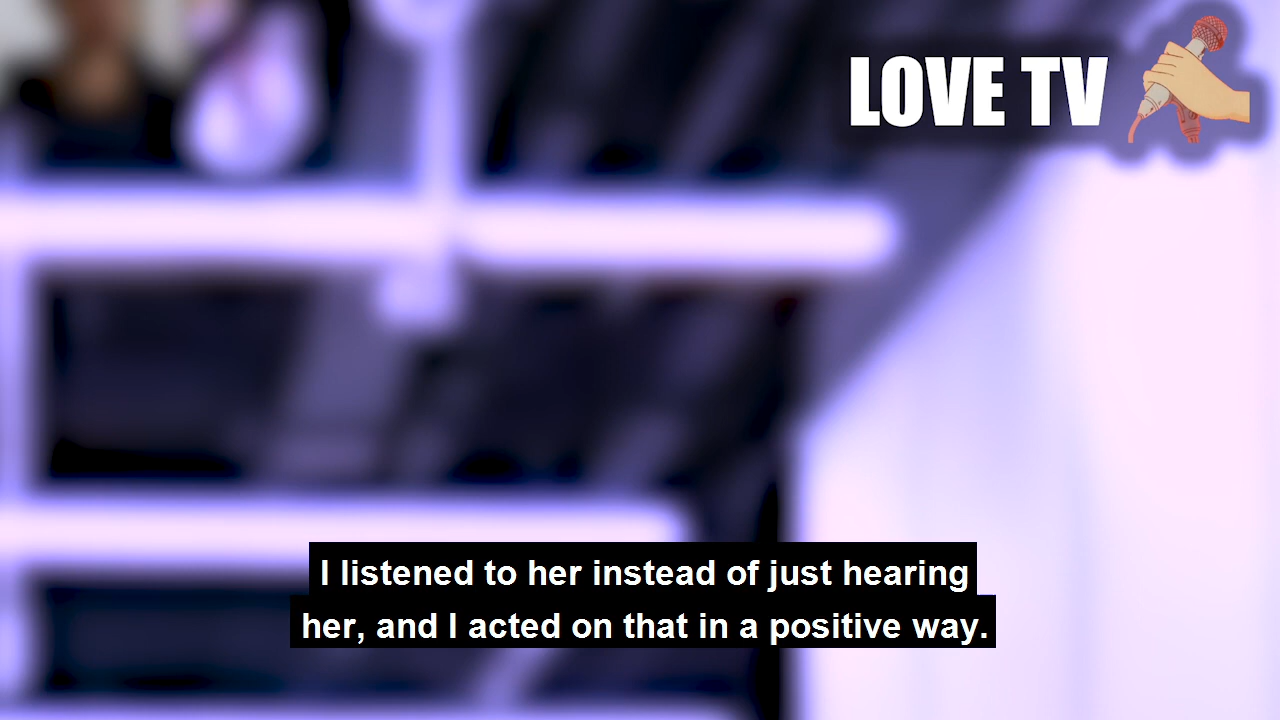 LOVE TV
I listened to her instead of just hearing
her, and I acted on that in a positive way.